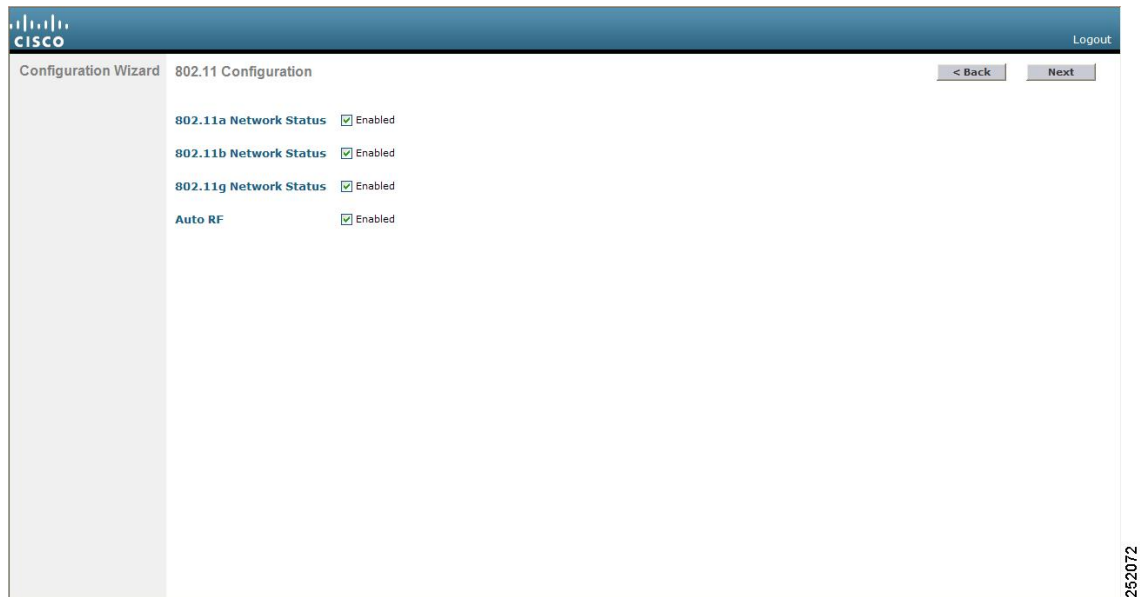 CISCO
Logout
Configuration Wizard
802.11 Configuration
< Back
Next
802.11a Network Status Enabled
802.11b Network Status Enabled
802.11g Network Status Enabled
Auto RF Enabled
252072